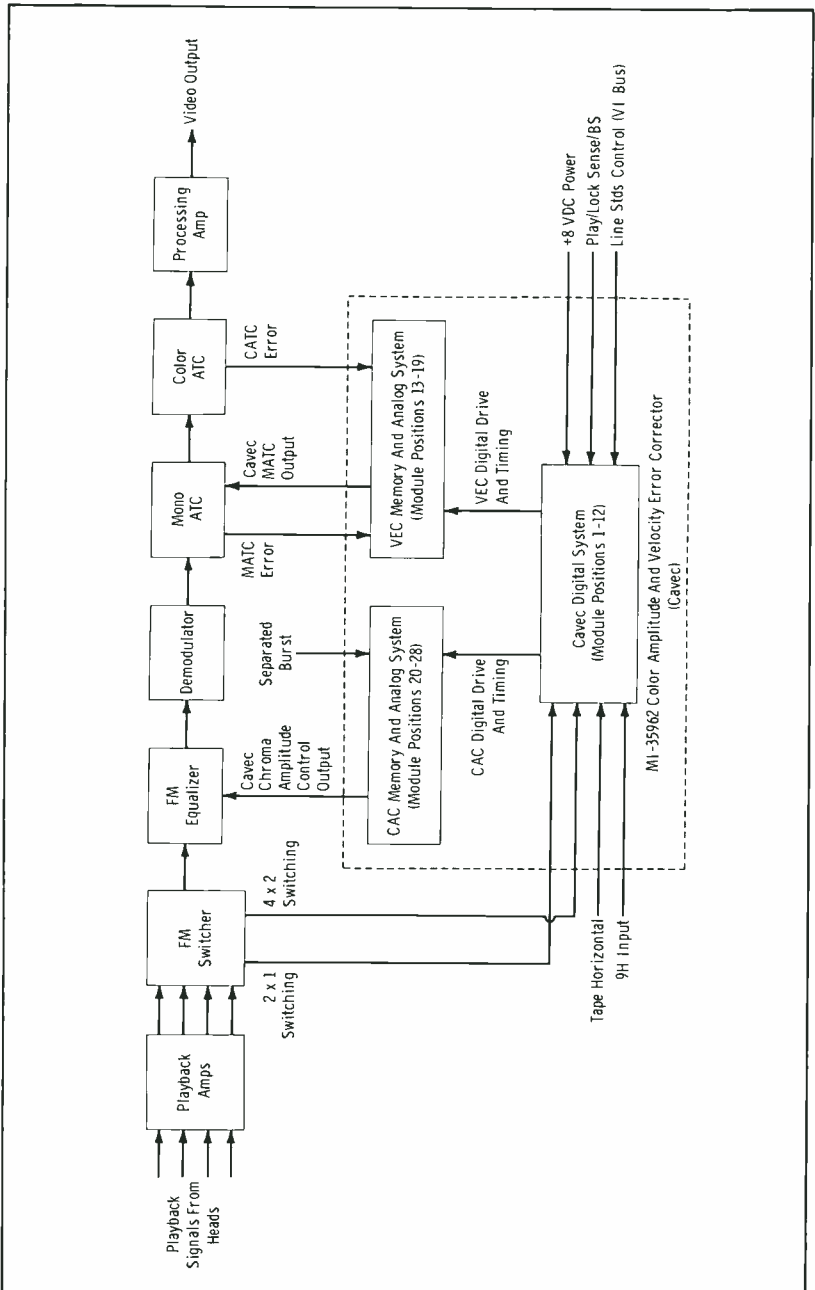 Playback
Signals From
Heads
Playback
Amps
FM
Switcher
2 x 1
Switching
4 x 2
Switching
FM
Equalizer
Cavec
Chroma
Amplitude
Control
Output
Demodulator
Separated
Burst
Mono
ATC
MATC
Error
Cavec
MATC
Output
Color
ATC
CATC
Error
Processing
Amp
Video Output
CAC Memory And Analog System
(Module Positions 20-28)
VEC Memory And Analog System
(Module Positions 13-19)
CAC Digital Drive
And Timing
VEC Digital Drive
And Timing
Tape Horizontal
9H Input
Cavec Digital System
(Module Positions 1-12)
+8 VDC Power
Play/Lock Sense/BS
Line Stds Control (VI Bus)
MI-35962 Color Amplitude And Velocity Error Corrector
(Cavec)